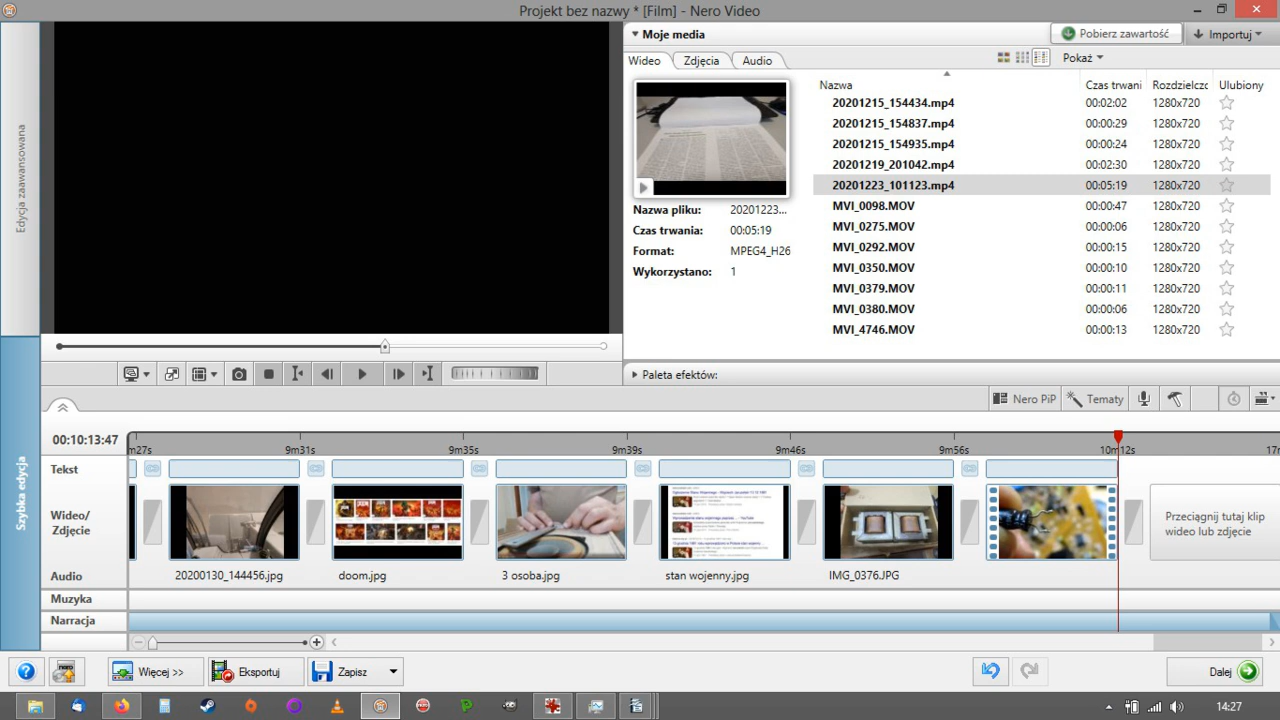 Projekt bez nazwy * [Film] - Nero Video
Edycja zaawansowana
Szybka edycja
Moje media
Pobierz zawartość
Importuj
Wideo
Zdjęcia
Audio
Pokaż
Nazwa Czas trwani Rozdzielczc Ulubiony
20201215_154434.mp4 00:02:02 1280x720
20201215_154837.mp4 00:00:29 1280x720
20201215_154935.mp4 00:00:24 1280x720
20201219_201042.mp4 00:02:30 1280x720
20201223_101123.mp4 00:05:19 1280x720
MVI_0098.MOV 00:00:47 1280x720
MVI_0275.MOV 00:00:06 1280x720
MVI_0292.MOV 00:00:15 1280x720
MVI_0350.MOV 00:00:10 1280x720
MVI_0379.MOV 00:00:11 1280x720
MVI_0380.MOV 00:00:06 1280x720
MVI_4746.MOV 00:00:13 1280x720
Nazwa pliku: 20201223...
Czas trwania: 00:05:19
Format: MPEG4_H26
Wykorzystano: 1
Paleta efektów:
Nero PiP
Tematy
00:10:13:47
m27s 9m31s 9m35s 9m39s 9m46s 9m56s 10m12s 17m
Tekst
Wideo/
Zdjęcie
Przeciągnij tutaj klip
wideo lub zdjęcie
Audio
20200130_144456.jpg doom.jpg 3 osoba.jpg stan wojenny.jpg IMG_0376.JPG
Muzyka
Narracja
Więcej >>
Eksportuj
Zapisz
Dalej
14:27